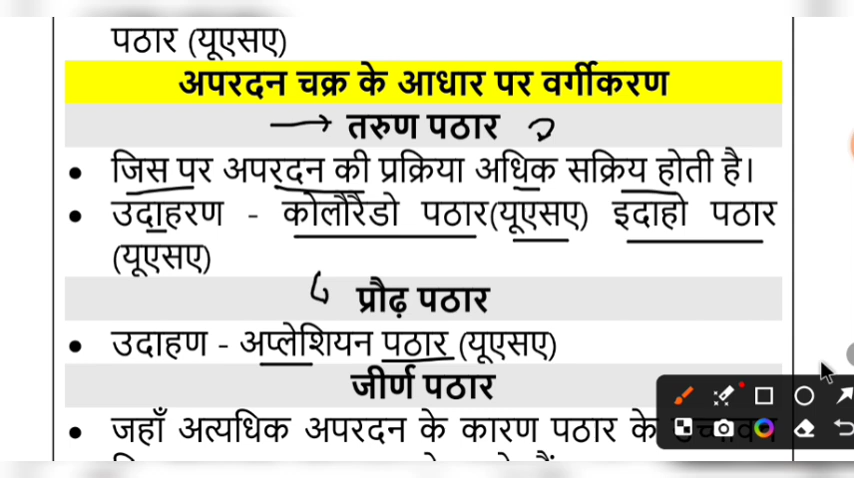 पठार (यूएसए)
अपरदन चक्र के आधार पर वर्गीकरण
तरुण पठार
• जिस पर अपरदन की प्रक्रिया अधिक सक्रिय होती है।
• उदाहरण - कोलोरैडो पठार(यूएसए) इदाहो पठार
(यूएसए)
प्रौढ़ पठार
• उदाहण - अप्लेशियन पठार (यूएसए)
जीर्ण पठार
• जहाँ अत्यधिक अपरदन के कारण पठार के